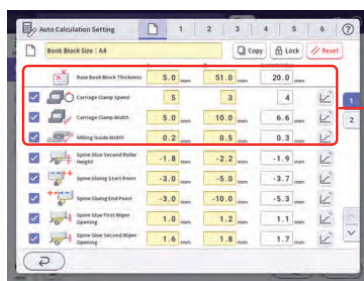 Auto Calculation Setting
1 2 3 4 5 6
Book Block Size : A4
Copy Lock Reset
Base Book Block Thickness 5.0 mm 51.0 mm 20.0 mm
Carriage Clamp Speed 5 3 4
Carriage Clamp Width 5.0 mm 10.0 mm 6.6 mm
Milling Guide Width 0.2 mm 0.5 mm 0.3 mm
Spine Glue Second Roller Height -1.8 mm -2.2 mm -1.9 mm
Spine Gluing Start Point -3.0 mm -5.0 mm -3.7 mm
Spine Gluing End Point -3.0 mm -10.0 mm -5.3 mm
Spine Glue First Wiper Opening 1.0 mm 1.2 mm 1.1 mm
Spine Glue Second Wiper Opening 1.6 mm 1.8 mm 1.7 mm
1
2